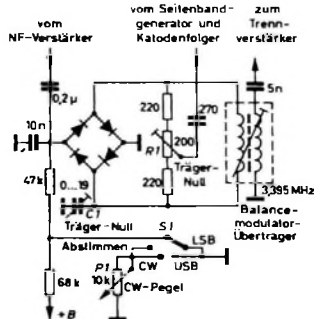 vom
NF-Verstärker
vom Seitenband-
generator und
Katodenfolger
zum
Trenn-
verstärker
0,2µ
5n
10n
220
270
R1
200
Träger-
Null
47k
220
0...19
C1
3,395 MHz
Träger-Null
S1
Balance-
modulator-
Übertrager
Abstimmen
LSB
CW
USB
P1
10k
68k
CW-Pegel
+B